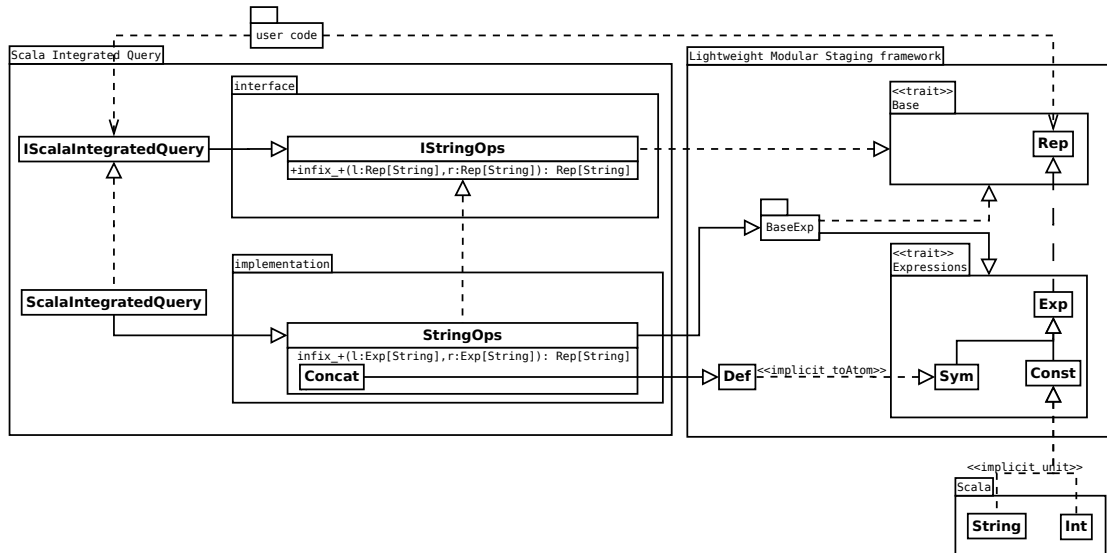 user code
Scala Integrated Query
Lightweight Modular Staging framework
interface
<<trait>>
Base
IScalaIntegratedQuery
IStringOps
+infix_+(l:Rep[String],r:Rep[String]): Rep[String]
Rep
BaseExp
implementation
<<trait>>
Expressions
ScalaIntegratedQuery
StringOps
infix_+(l:Exp[String],r:Exp[String]): Rep[String]
Concat
Exp
Def
<<implicit toAtom>>
Sym
Const
<<implicit unit>>
Scala
String
Int